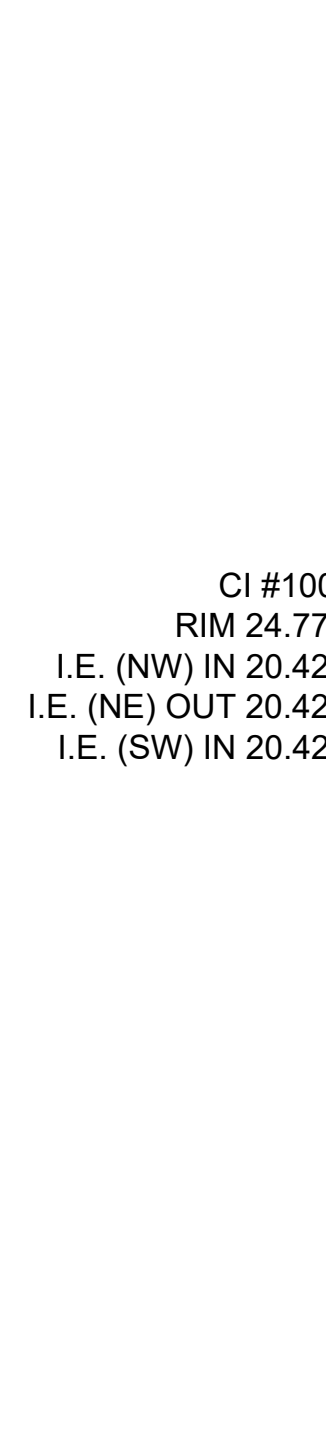 CI #100
RIM 24.77
I.E. (NW) IN 20.42
I.E. (NE) OUT 20.42
I.E. (SW) IN 20.42